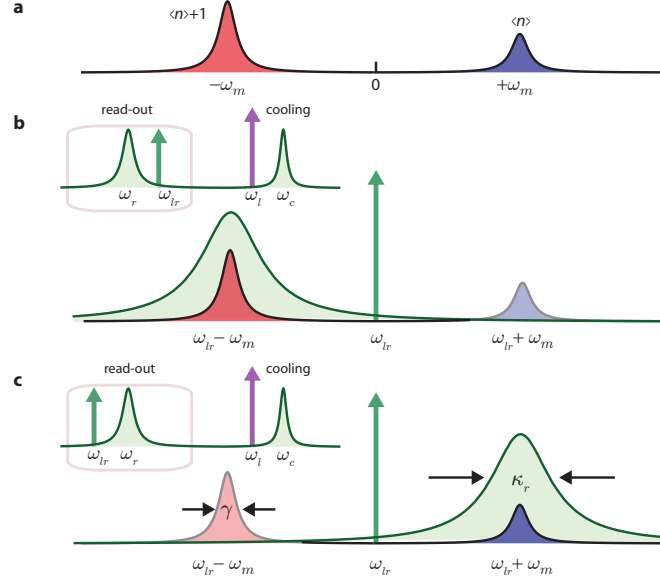 a
⟨n⟩+1
⟨n⟩
−ω_m
0
+ω_m
b
read-out
cooling
ω_r
ω_lr
ω_l
ω_c
ω_lr − ω_m
ω_lr
ω_lr + ω_m
c
read-out
cooling
ω_lr
ω_r
ω_l
ω_c
κ_r
γ
ω_lr − ω_m
ω_lr
ω_lr + ω_m